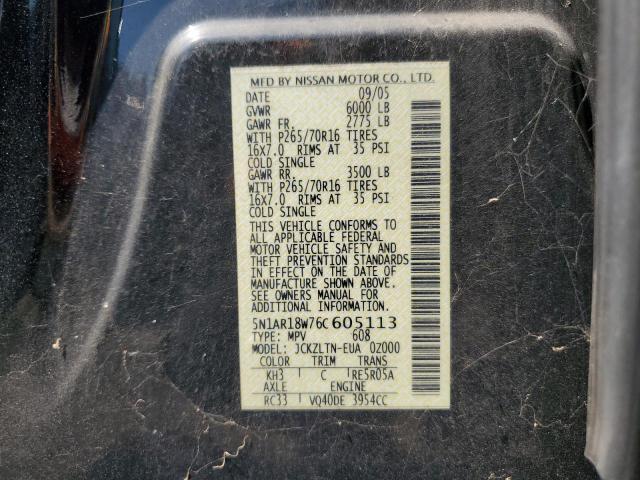 MFD BY NISSAN MOTOR CO., LTD.
DATE 09/05
GVWR 6000 LB
GAWR FR. 2775 LB
WITH P265/70R16 TIRES
16X7.0 RIMS AT 35 PSI
COLD SINGLE
GAWR RR. 3500 LB
WITH P265/70R16 TIRES
16X7.0 RIMS AT 35 PSI
COLD SINGLE
THIS VEHICLE CONFORMS TO
ALL APPLICABLE FEDERAL
MOTOR VEHICLE SAFETY AND
THEFT PREVENTION STANDARDS
IN EFFECT ON THE DATE OF
MANUFACTURE SHOWN ABOVE.
SEE OWNERS MANUAL FOR
ADDITIONAL INFORMATION.
5N1AR18W76C605113
TYPE: MPV 608
MODEL: JCKZLTN-EUA 0Z000
COLOR TRIM TRANS
KH3 C RE5R05A
AXLE ENGINE
RC33 VQ40DE 3954CC